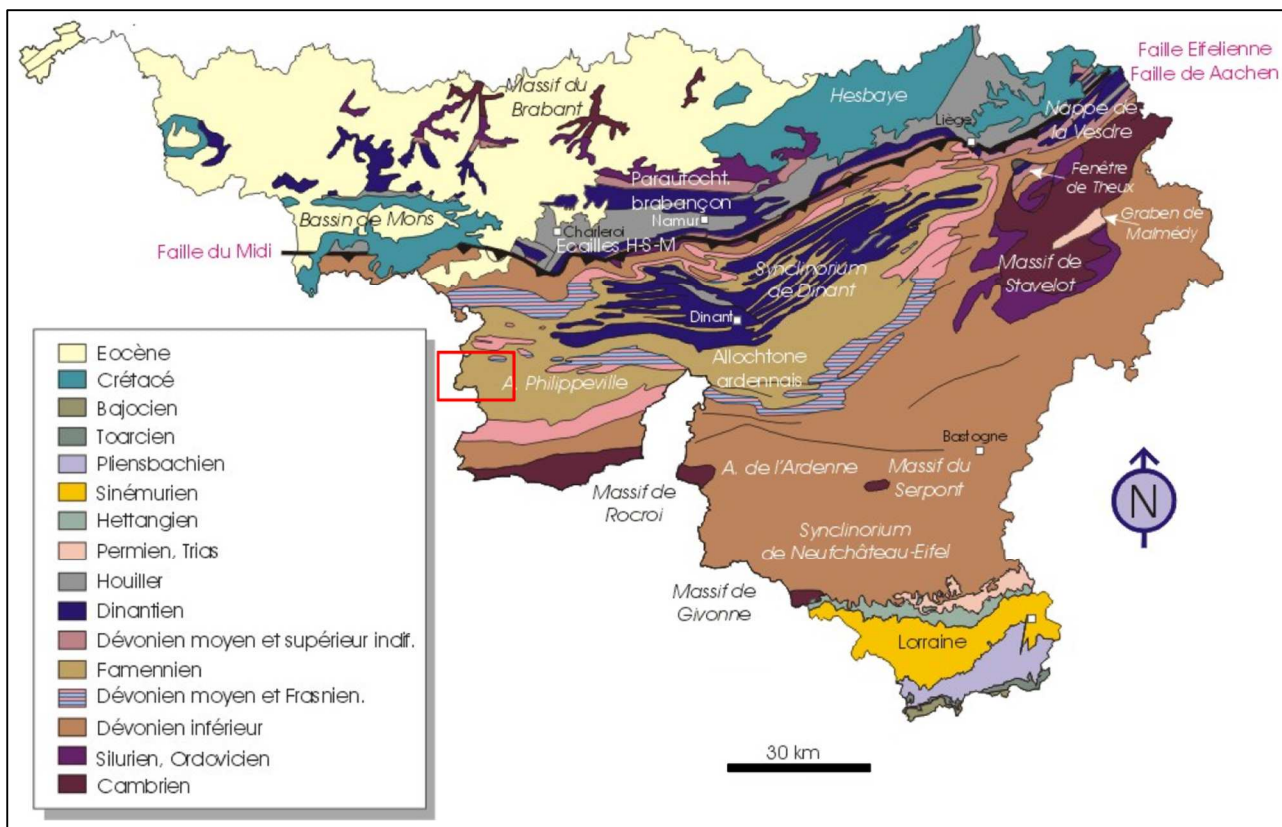 Faille Eifelienne
Faille de Aachen
Massif du
Brabant
Hesbaye
Nappe de
la Vesdre
Liège
Fenêtre
de Theux
Parautocht.
brabançon
Namur
Graben de
Malmédy
Bassin de Mons
Charleroi
Ecailles H-S-M
Faille du Midi
Massif de
Stavelot
Synclinorium
de Dinant
Dinant
Allochtone
ardennais
A. Philippeville
Bastogne
A. de l'Ardenne
Massif du
Serpont
Massif de
Rocroi
N
Synclinorium
de Neufchâteau-Eifel
Massif de
Givonne
Lorraine
30 km
Eocène
Crétacé
Bajocien
Toarcien
Pliensbachien
Sinémurien
Hettangien
Permien, Trias
Houiller
Dinantien
Dévonien moyen et supérieur indif.
Famennien
Dévonien moyen et Frasnien.
Dévonien inférieur
Silurien, Ordovicien
Cambrien